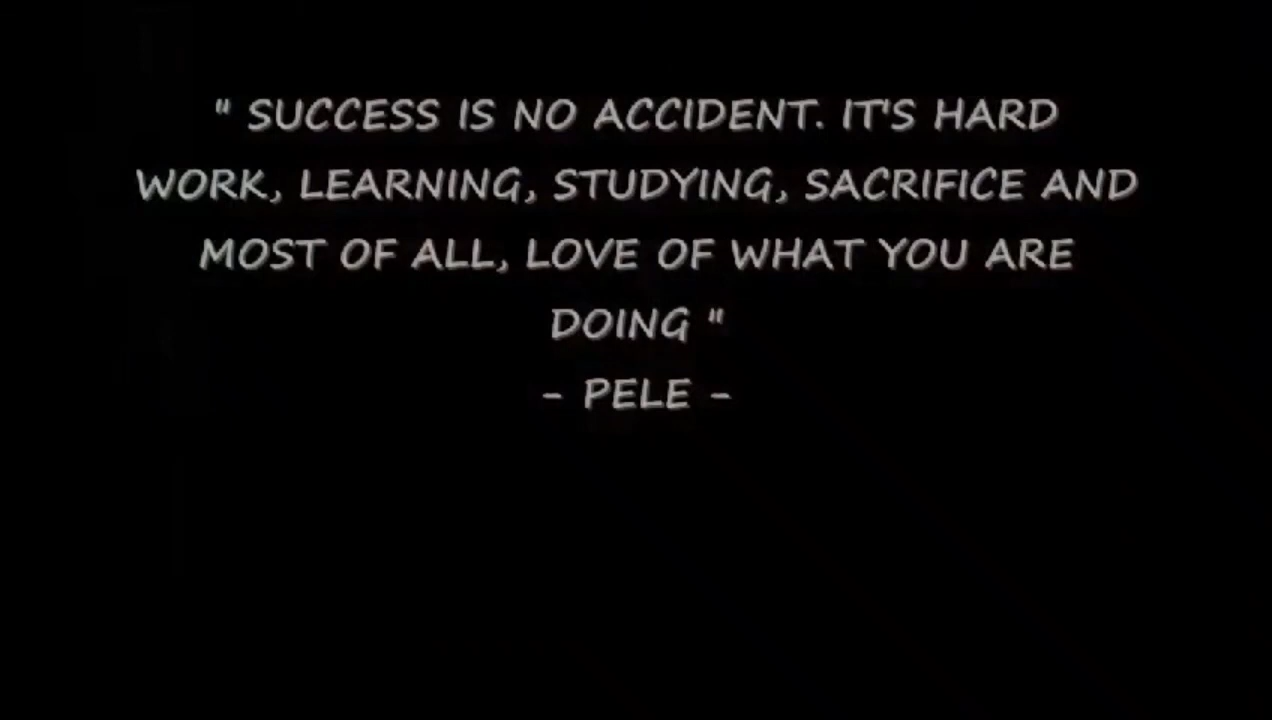 " SUCCESS IS NO ACCIDENT. IT'S HARD
WORK, LEARNING, STUDYING, SACRIFICE AND
MOST OF ALL, LOVE OF WHAT YOU ARE
DOING "
- PELE -